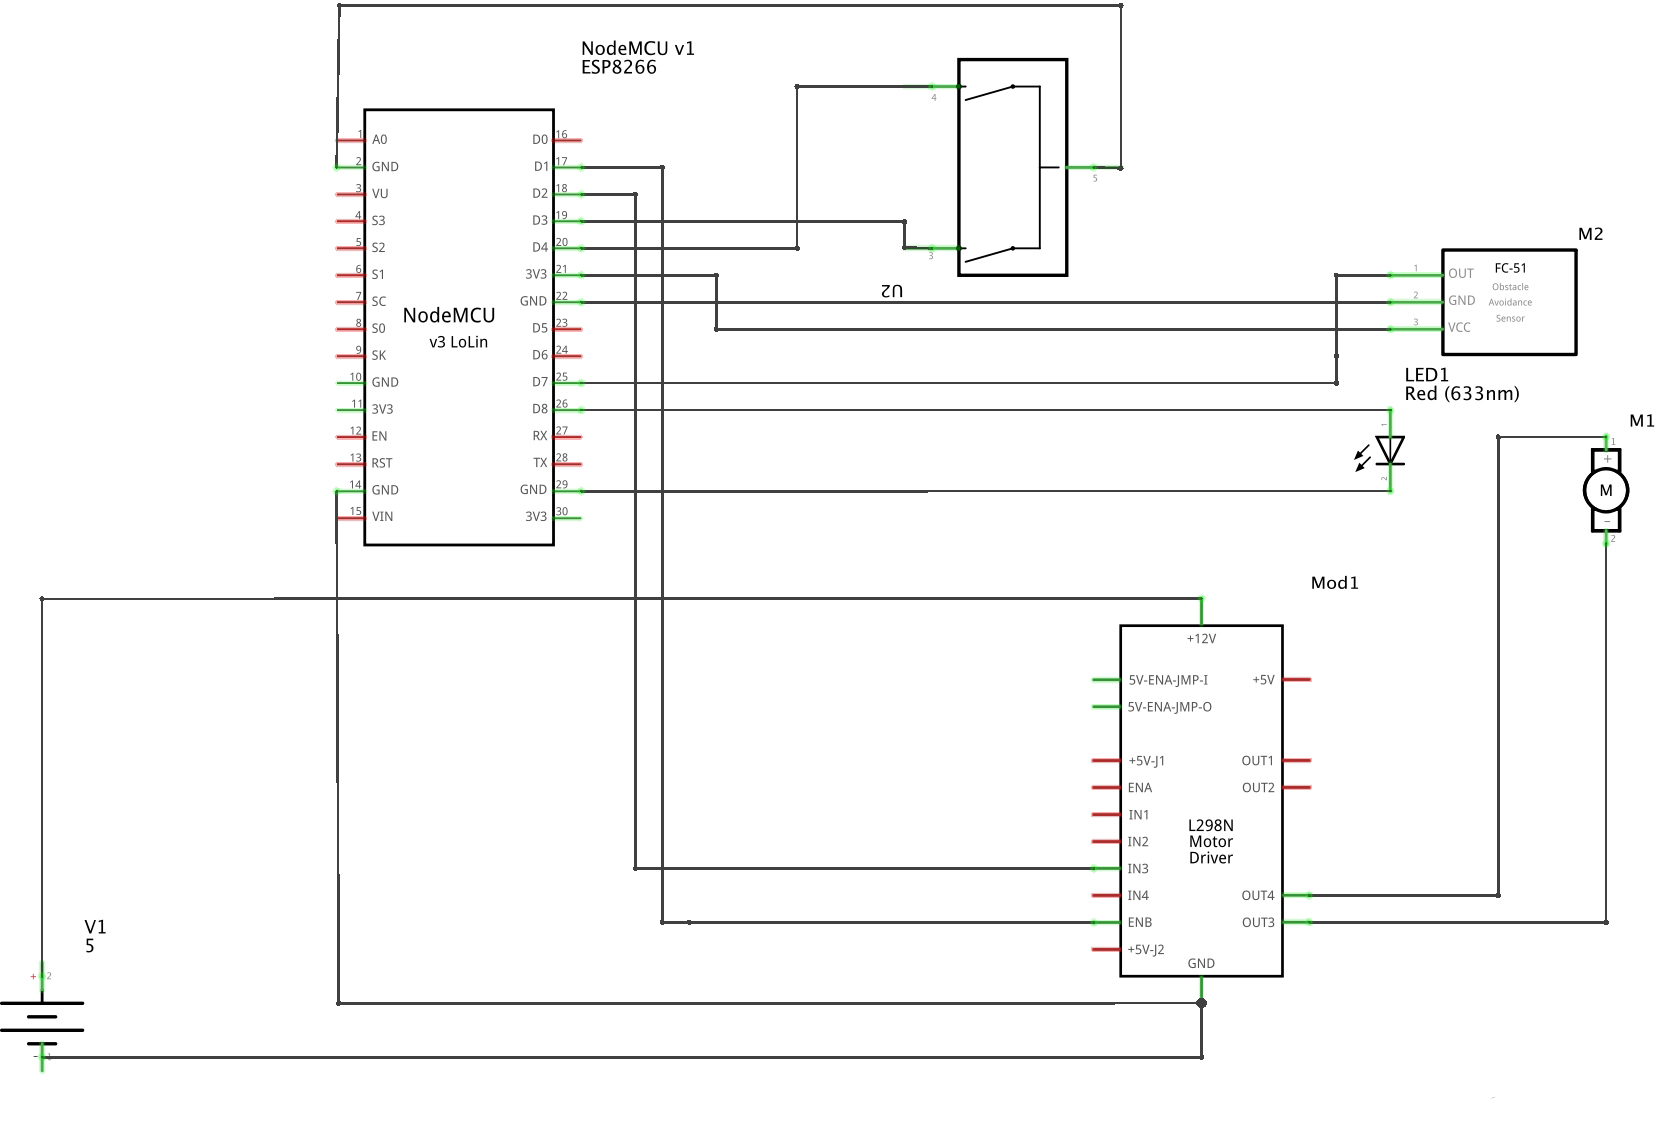 NodeMCU v1
ESP8266
4
3
5
U2
1 A0
2 GND
3 VU
4 S3
5 S2
6 S1
7 SC
8 S0
9 SK
10 GND
11 3V3
12 EN
13 RST
14 GND
15 VIN
NodeMCU
v3 LoLin
D0 16
D1 17
D2 18
D3 19
D4 20
3V3 21
GND 22
D5 23
D6 24
D7 25
D8 26
RX 27
TX 28
GND 29
3V3 30
M2
1 OUT
2 GND
3 VCC
FC-51
Obstacle
Avoidance
Sensor
LED1
Red (633nm)
1
2
M1
1
+
M
−
2
Mod1
+12V
5V-ENA-JMP-I
5V-ENA-JMP-O
+5V-J1
ENA
IN1
IN2
IN3
IN4
ENB
+5V-J2
L298N
Motor
Driver
+5V
OUT1
OUT2
OUT4
OUT3
GND
V1
5
+ 2
− 1